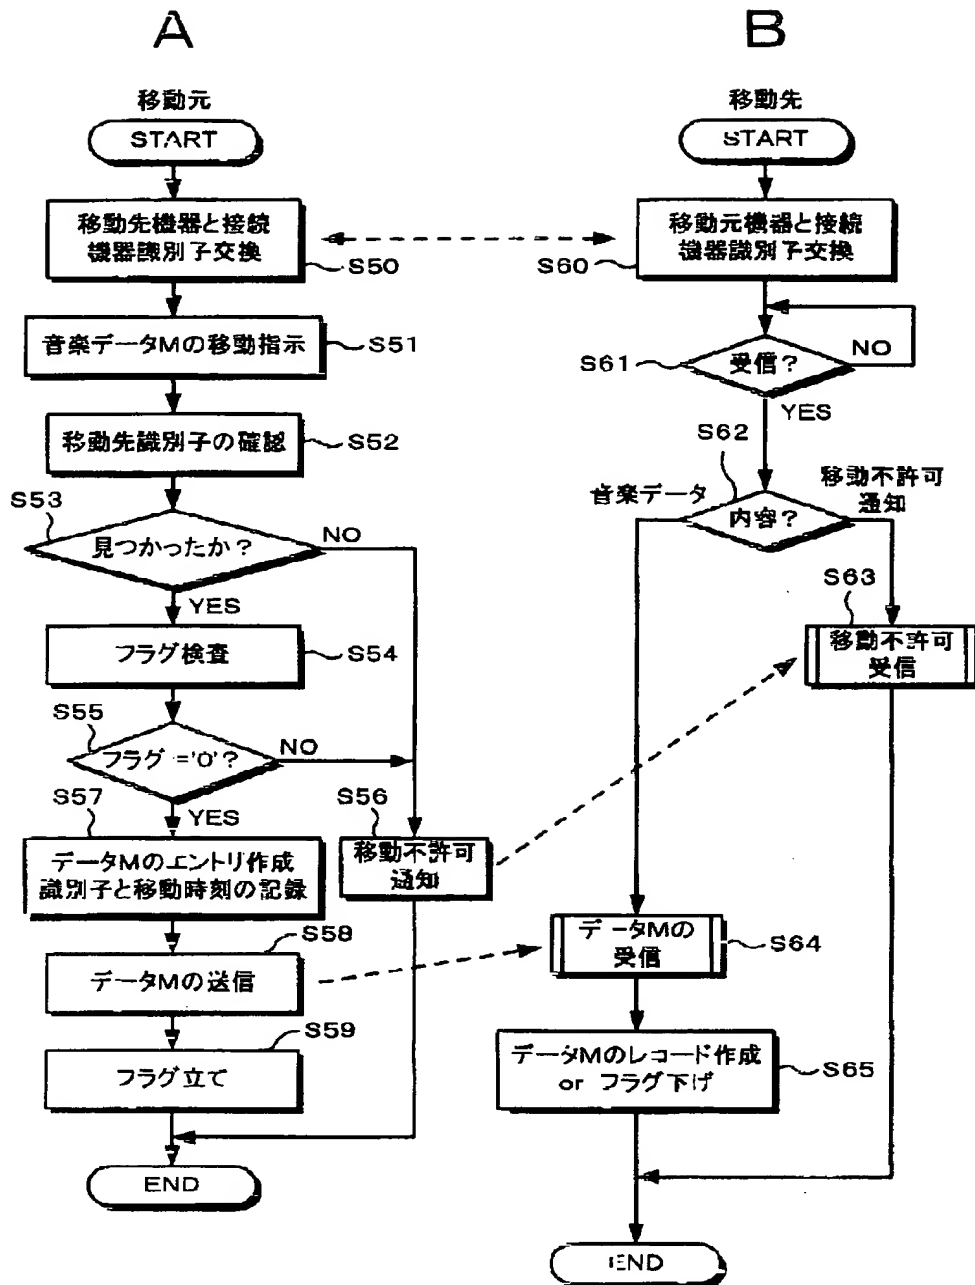 A
移動元
START
移動先機器と接続
機器識別子交換
S50
音楽データMの移動指示
S51
移動先識別子の確認
S52
S53
見つかったか？
NO
YES
フラグ検査
S54
S55
フラグ='0'？
NO
YES
S57
データMのエントリ作成
識別子と移動時刻の記録
S56
移動不許可
通知
S58
データMの送信
S59
フラグ立て
END
B
移動先
START
移動元機器と接続
機器識別子交換
S60
S61
受信？
NO
YES
S62
音楽データ
内容？
移動不許可
通知
S63
移動不許可
受信
データMの
受信
S64
データMのレコード作成
or フラグ下げ
S65
END